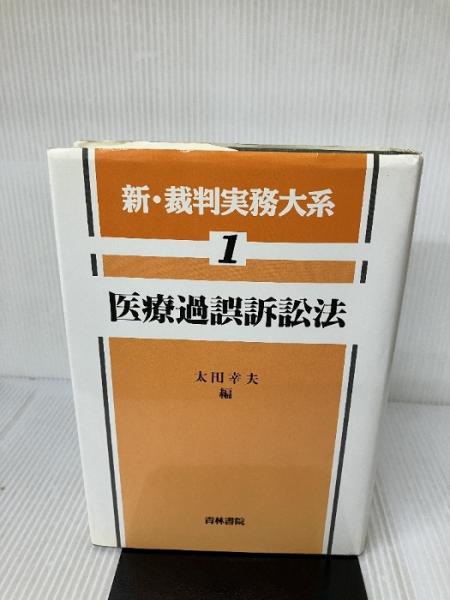 新・裁判実務大系
1
医療過誤訴訟法
太田幸夫
編
青林書院